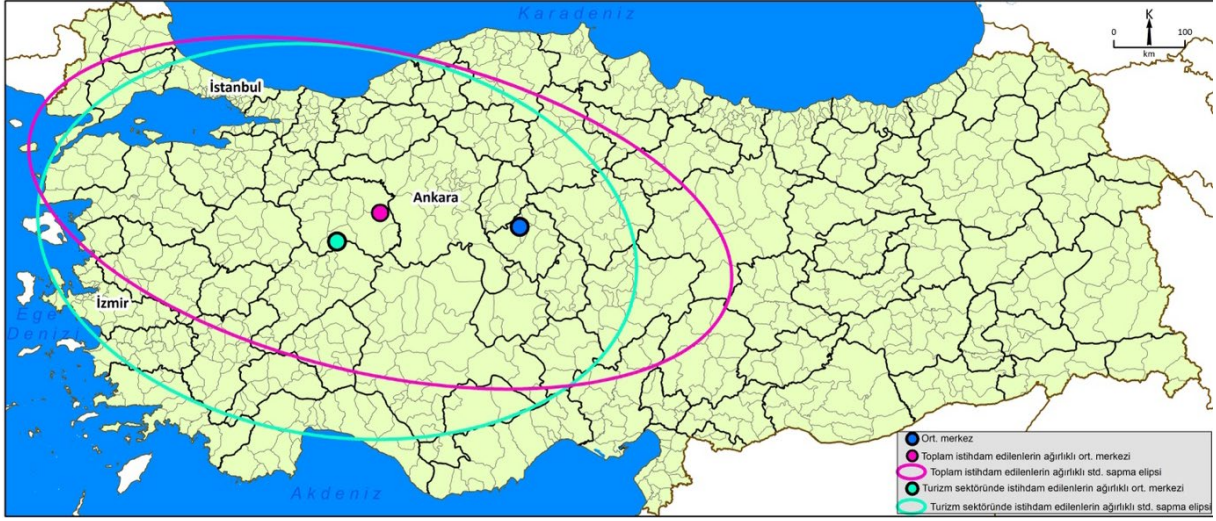 Karadeniz
K
0 100
km
İstanbul
Ankara
İzmir
Ege
Denizi
Akdeniz
Ort. merkez
Toplam istihdam edilenlerin ağırlıklı ort. merkezi
Toplam istihdam edilenlerin ağırlıklı std. sapma elipsi
Turizm sektöründe istihdam edilenlerin ağırlıklı ort. merkezi
Turizm sektöründe istihdam edilenlerin ağırlıklı std. sapma elipsi